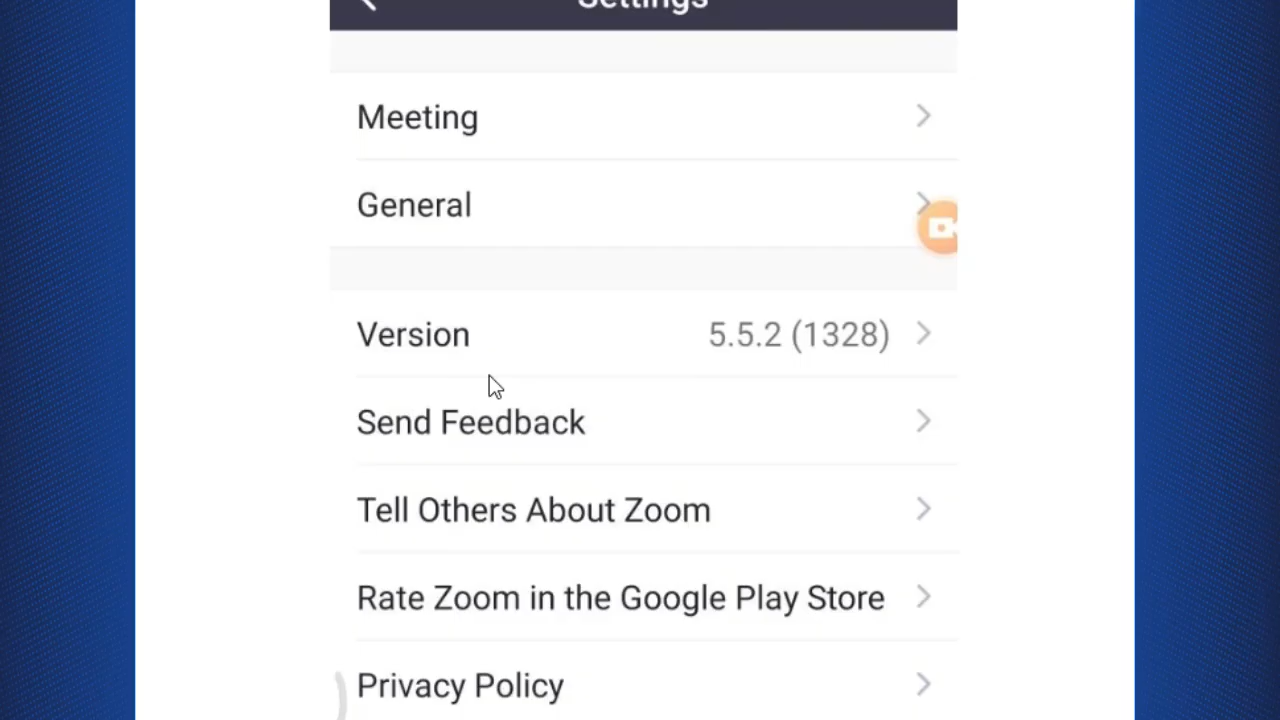 Settings
Meeting
General
Version 5.5.2 (1328)
Send Feedback
Tell Others About Zoom
Rate Zoom in the Google Play Store
Privacy Policy